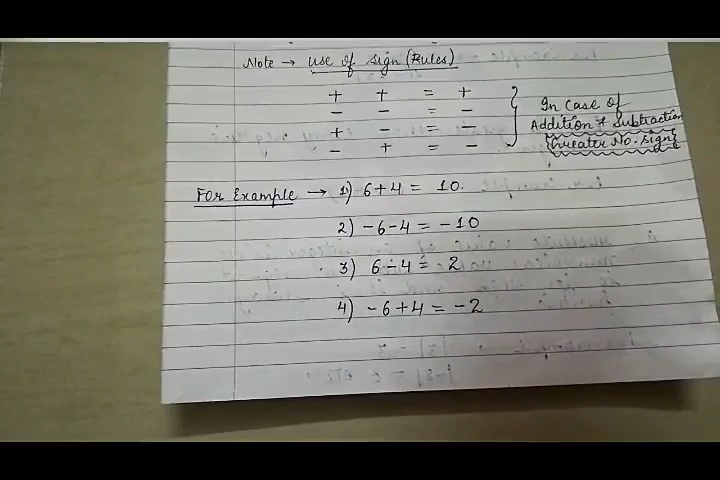 Note → Use of Sign (Rules)
+ + = +
- - = -
+ - = -
- + = -
In Case of
Addition & Subtraction
Greater No. Sign
For Example → 1) 6+4 = 10.
2) -6-4 = -10
3) 6-4 = 2
4) -6+4 = -2